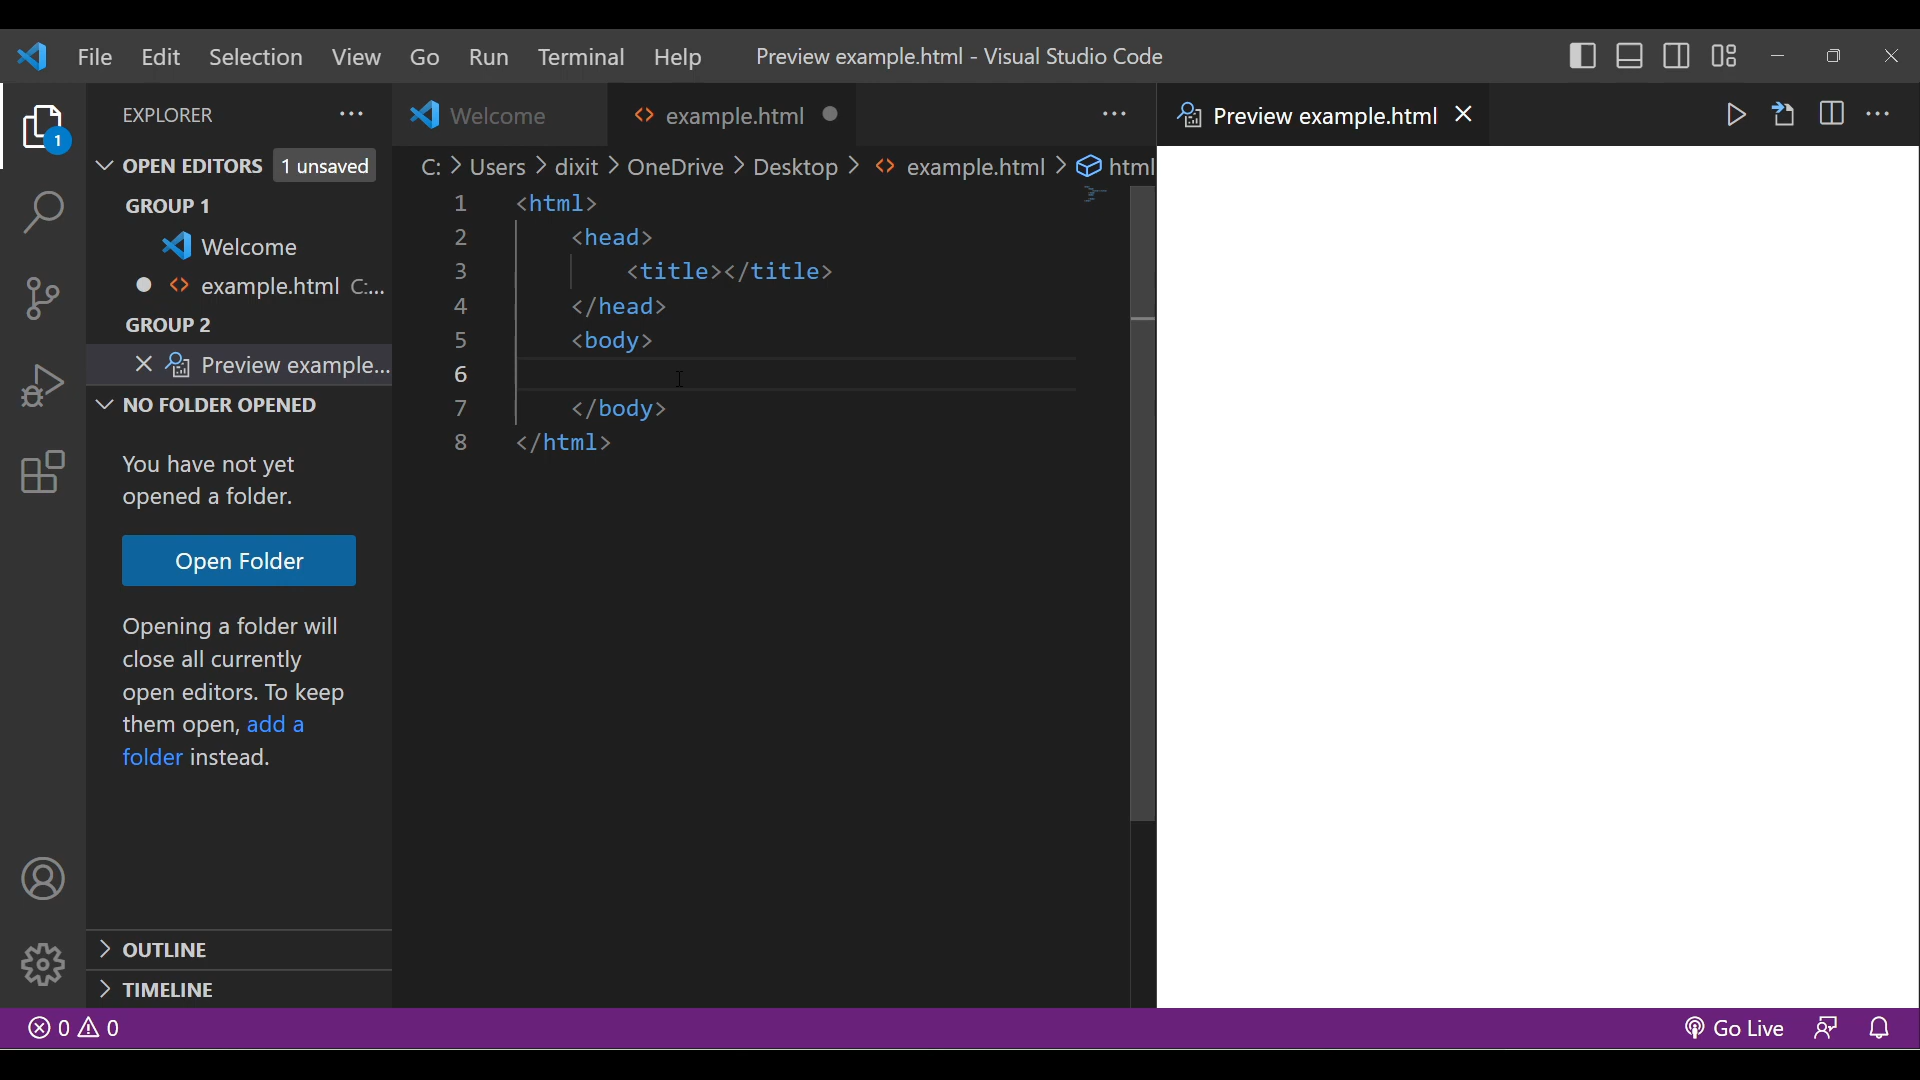 File Edit Selection View Go Run Terminal Help Preview example.html - Visual Studio Code
EXPLORER
1
OPEN EDITORS 1 unsaved
GROUP 1
Welcome
example.html C:...
GROUP 2
Preview example...
NO FOLDER OPENED
You have not yet
opened a folder.
Open Folder
Opening a folder will
close all currently
open editors. To keep
them open, add a
folder instead.
OUTLINE
TIMELINE
Welcome example.html
C: > Users > dixit > OneDrive > Desktop > example.html > html
1 <html>
2 <head>
3 <title></title>
4 </head>
5 <body>
6
7 </body>
8 </html>
Preview example.html
0 0
Go Live